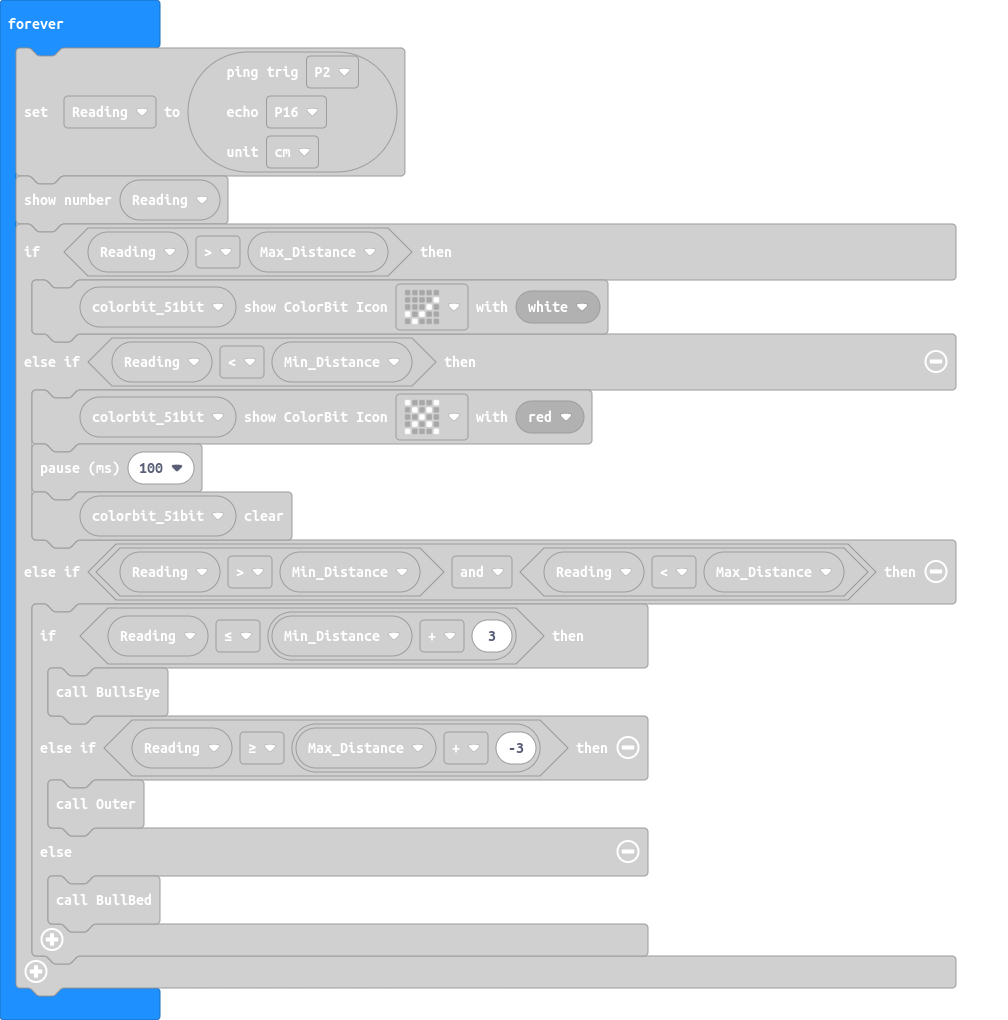 forever
ping trig P2
set Reading to echo P16
unit cm
show number Reading
if Reading > Max_Distance then
colorbit_51bit show ColorBit Icon with white
else if Reading < Min_Distance then
colorbit_51bit show ColorBit Icon with red
pause (ms) 100
colorbit_51bit clear
else if Reading > Min_Distance and Reading < Max_Distance then
if Reading ≤ Min_Distance + 3 then
call BullsEye
else if Reading ≥ Max_Distance + -3 then
call Outer
else
call BullBed